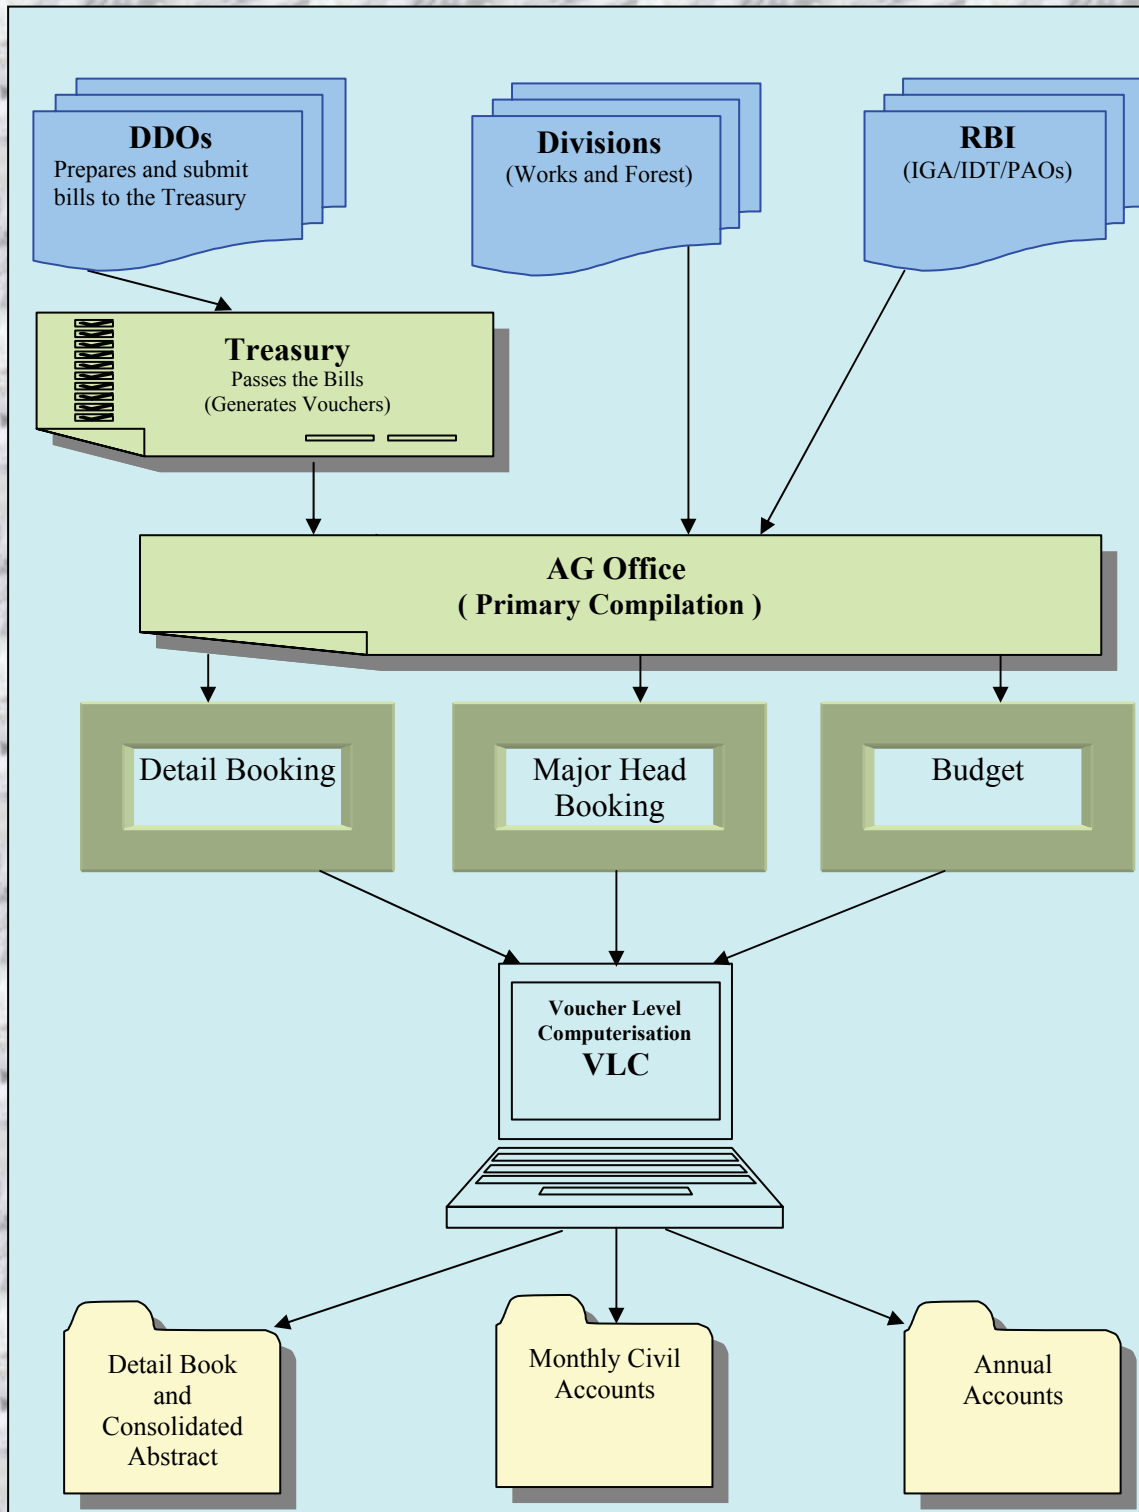 DDOs
Prepares and submit
bills to the Treasury
Divisions
(Works and Forest)
RBI
(IGA/IDT/PAOs)
Treasury
Passes the Bills
(Generates Vouchers)
AG Office
( Primary Compilation )
Detail Booking
Major Head
Booking
Budget
Voucher Level
Computerisation
VLC
Detail Book
and
Consolidated
Abstract
Monthly Civil
Accounts
Annual
Accounts